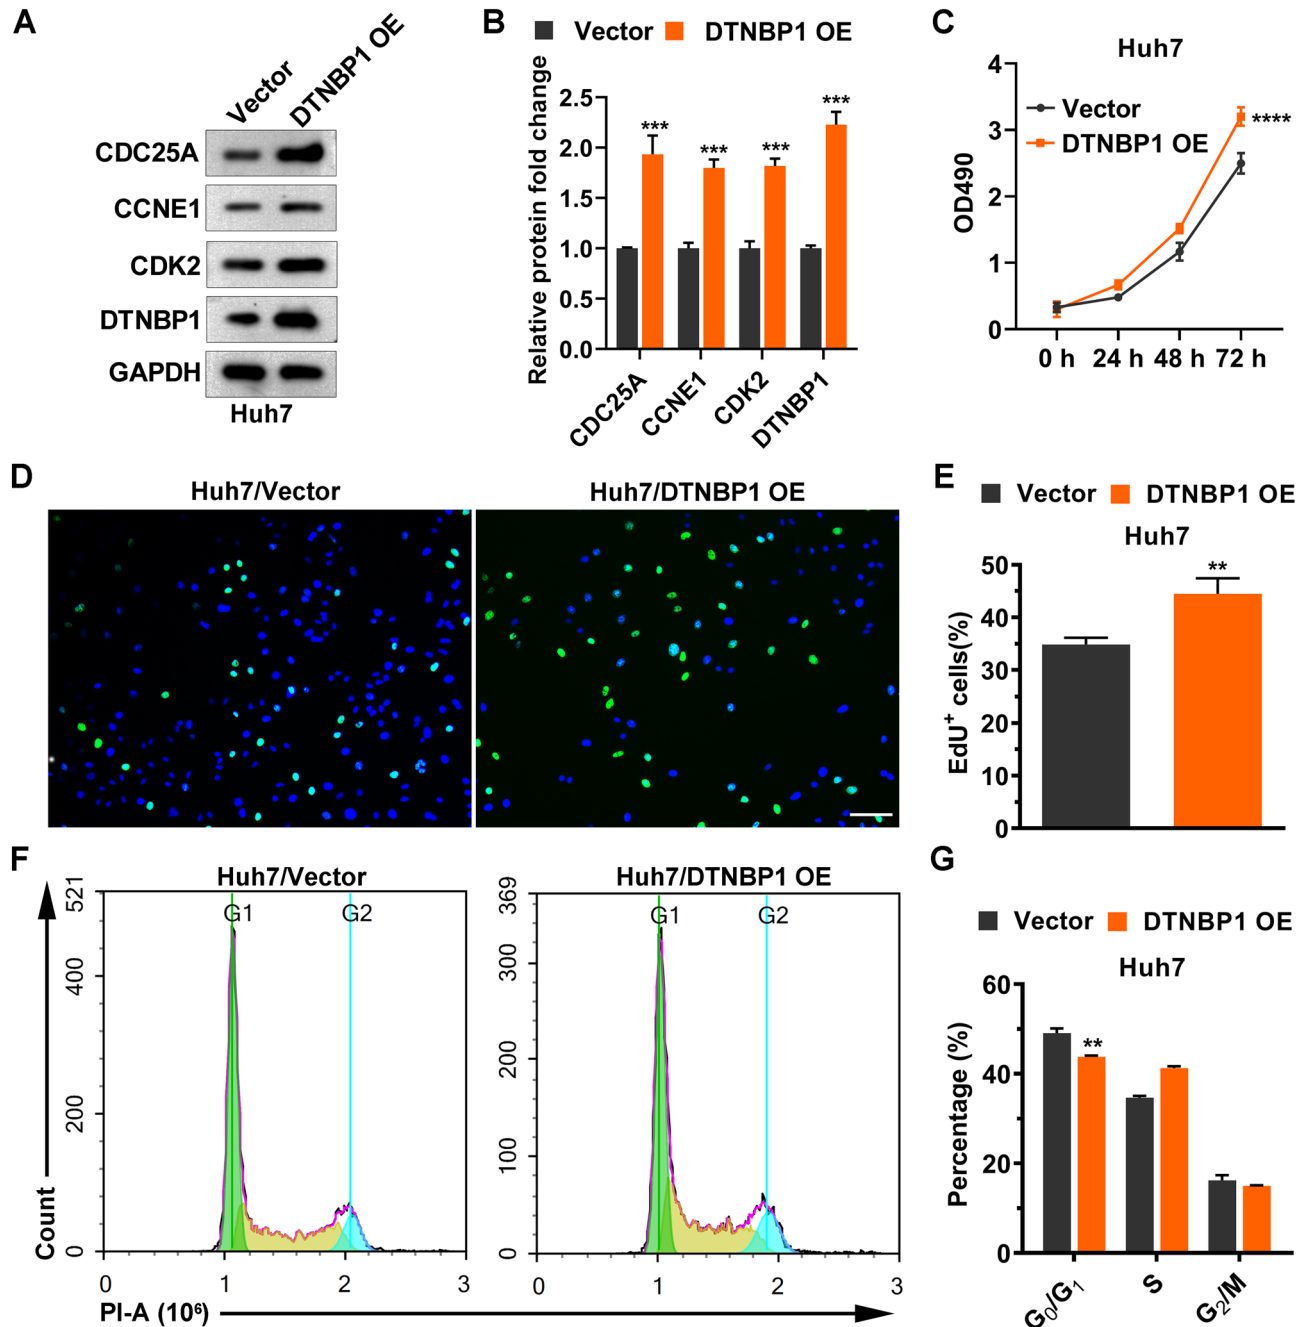 A
Vector
DTNBP1 OE
CDC25A
CCNE1
CDK2
DTNBP1
GAPDH
Huh7
B
Vector
DTNBP1 OE
Relative protein fold change
2.5
2.0
1.5
1.0
0.5
0.0
***
***
***
***
CDC25A
CCNE1
CDK2
DTNBP1
C
Huh7
Vector
DTNBP1 OE
****
OD490
4
3
2
1
0
0 h
24 h
48 h
72 h
D
Huh7/Vector
Huh7/DTNBP1 OE
E
Vector
DTNBP1 OE
Huh7
EdU⁺ cells(%)
50
40
30
20
10
0
**
F
Huh7/Vector
Huh7/DTNBP1 OE
Count
521
400
200
0
G1
G2
0
1
2
3
369
300
200
100
0
G1
G2
0
1
2
3
PI-A (10⁶)
G
Vector
DTNBP1 OE
Huh7
Percentage (%)
60
40
20
0
**
G₀/G₁
S
G₂/M